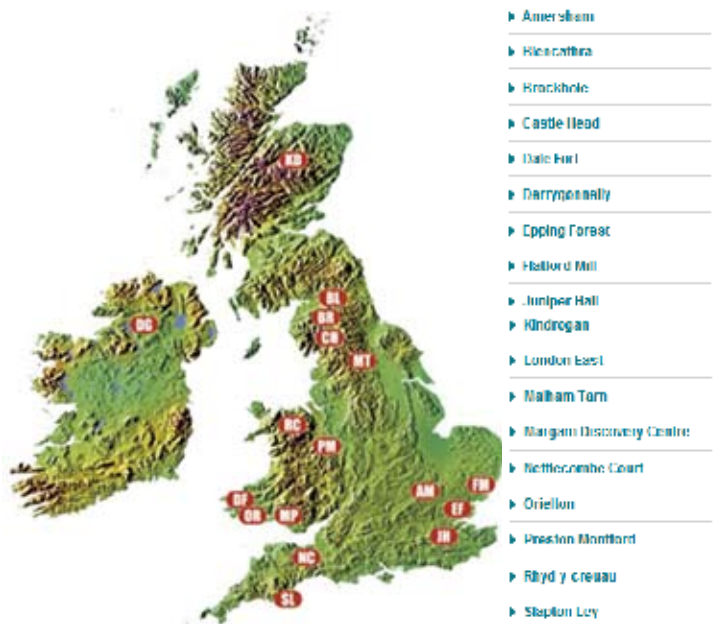 KD
BL
BR
CH
MT
DG
RC
PM
DF
OR
MP
AM
FM
EF
JH
NC
SL
Amersham
Blencathra
Brockhole
Castle Head
Dale Fort
Derrygonnelly
Epping Forest
Flatford Mill
Juniper Hall
Kindrogan
London East
Malham Tarn
Margam Discovery Centre
Nettlecombe Court
Orielton
Preston Montford
Rhyd y creuau
Slapton Ley